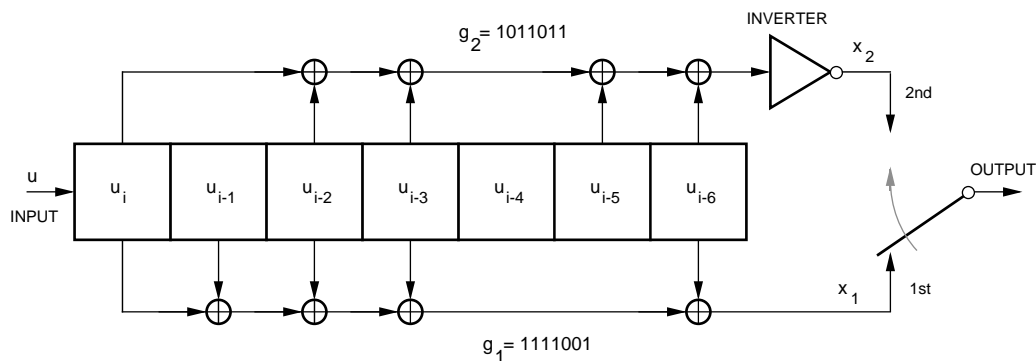 INVERTER
g2 = 1011011
x2
2nd
u
INPUT
ui
ui-1
ui-2
ui-3
ui-4
ui-5
ui-6
OUTPUT
x1
1st
g1 = 1111001